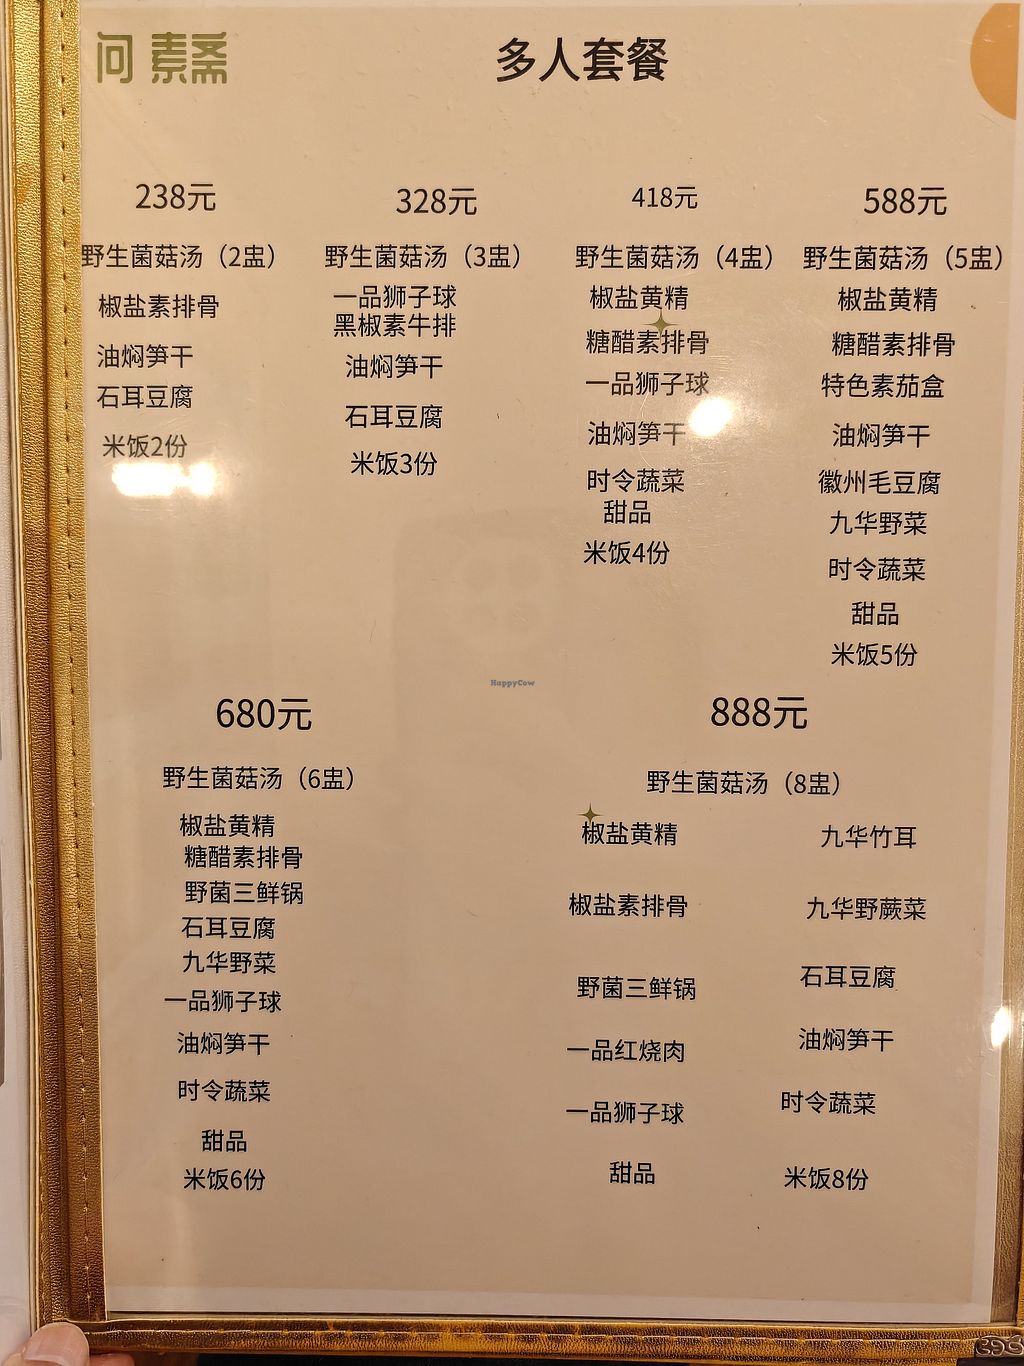 问 素斋
多人套餐
238元
野生菌菇汤（2盅）
椒盐素排骨
油焖笋干
石耳豆腐
米饭2份
328元
野生菌菇汤（3盅）
一品狮子球
黑椒素牛排
油焖笋干
石耳豆腐
米饭3份
418元
野生菌菇汤（4盅）
椒盐黄精
糖醋素排骨
一品狮子球
油焖笋干
时令蔬菜
甜品
米饭4份
588元
野生菌菇汤（5盅）
椒盐黄精
糖醋素排骨
特色素茄盒
油焖笋干
徽州毛豆腐
九华野菜
时令蔬菜
甜品
米饭5份
HappyCow
680元
野生菌菇汤（6盅）
椒盐黄精
糖醋素排骨
野菌三鲜锅
石耳豆腐
九华野菜
一品狮子球
油焖笋干
时令蔬菜
甜品
米饭6份
888元
野生菌菇汤（8盅）
椒盐黄精
椒盐素排骨
野菌三鲜锅
一品红烧肉
一品狮子球
甜品
九华竹耳
九华野蕨菜
石耳豆腐
油焖笋干
时令蔬菜
米饭8份